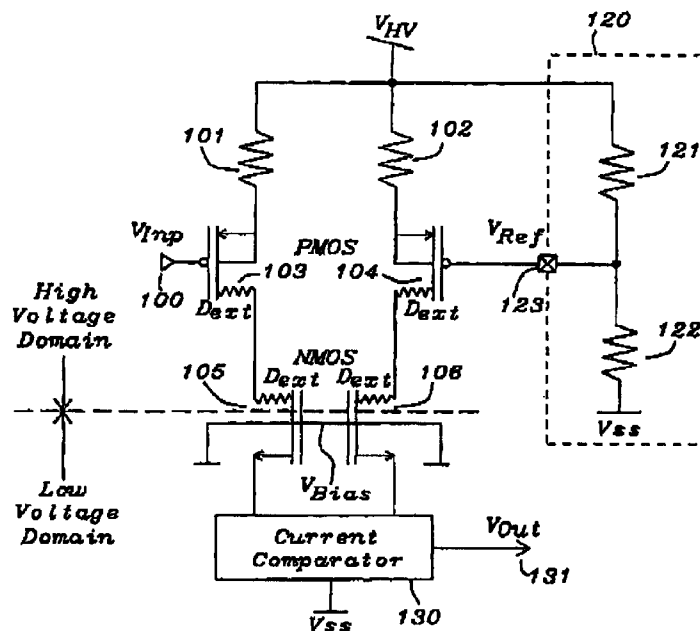 V_HV
120
101
102
121
V_Inp
PMOS
V_Ref
100
103
104
123
D_ext
D_ext
122
High
Voltage
Domain
NMOS
105
D_ext
D_ext
106
Vss
V_Bias
Low
Voltage
Domain
Current
Comparator
V_Out
131
130
Vss